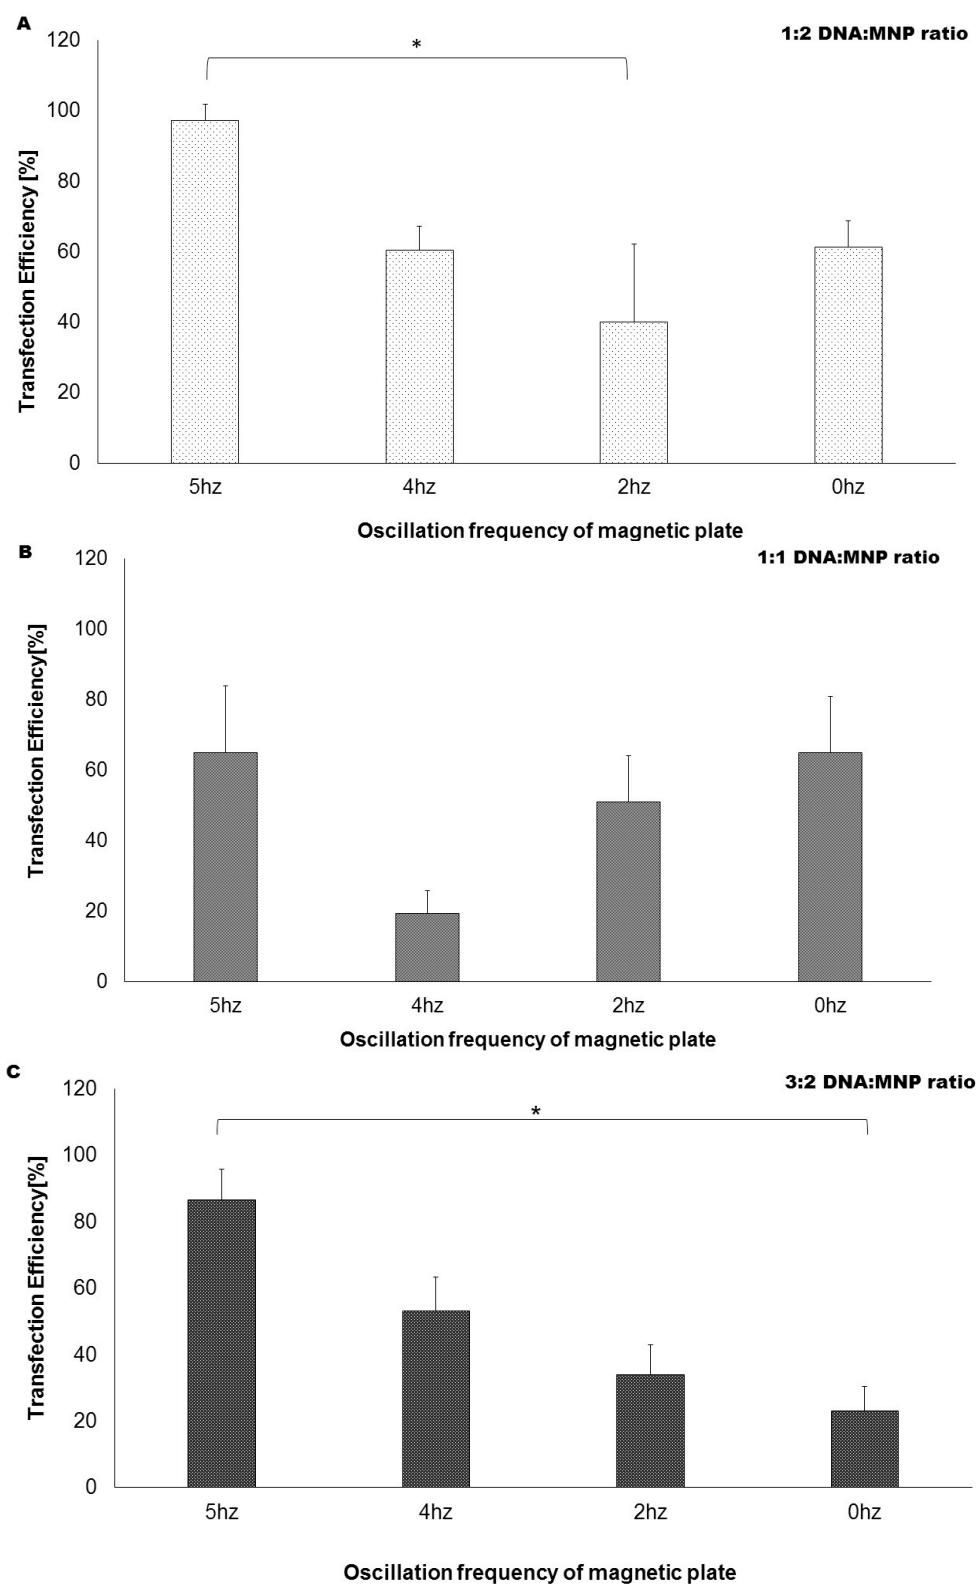 A
1:2 DNA:MNP ratio
120
*
100
80
60
40
20
0
Transfection Efficiency [%]
5hz 4hz 2hz 0hz
Oscillation frequency of magnetic plate
B
1:1 DNA:MNP ratio
120
100
80
60
40
20
0
Transfection Efficiency[%]
5hz 4hz 2hz 0hz
Oscillation frequency of magnetic plate
C
3:2 DNA:MNP ratio
120
*
100
80
60
40
20
0
Transfection Efficiency[%]
5hz 4hz 2hz 0hz
Oscillation frequency of magnetic plate